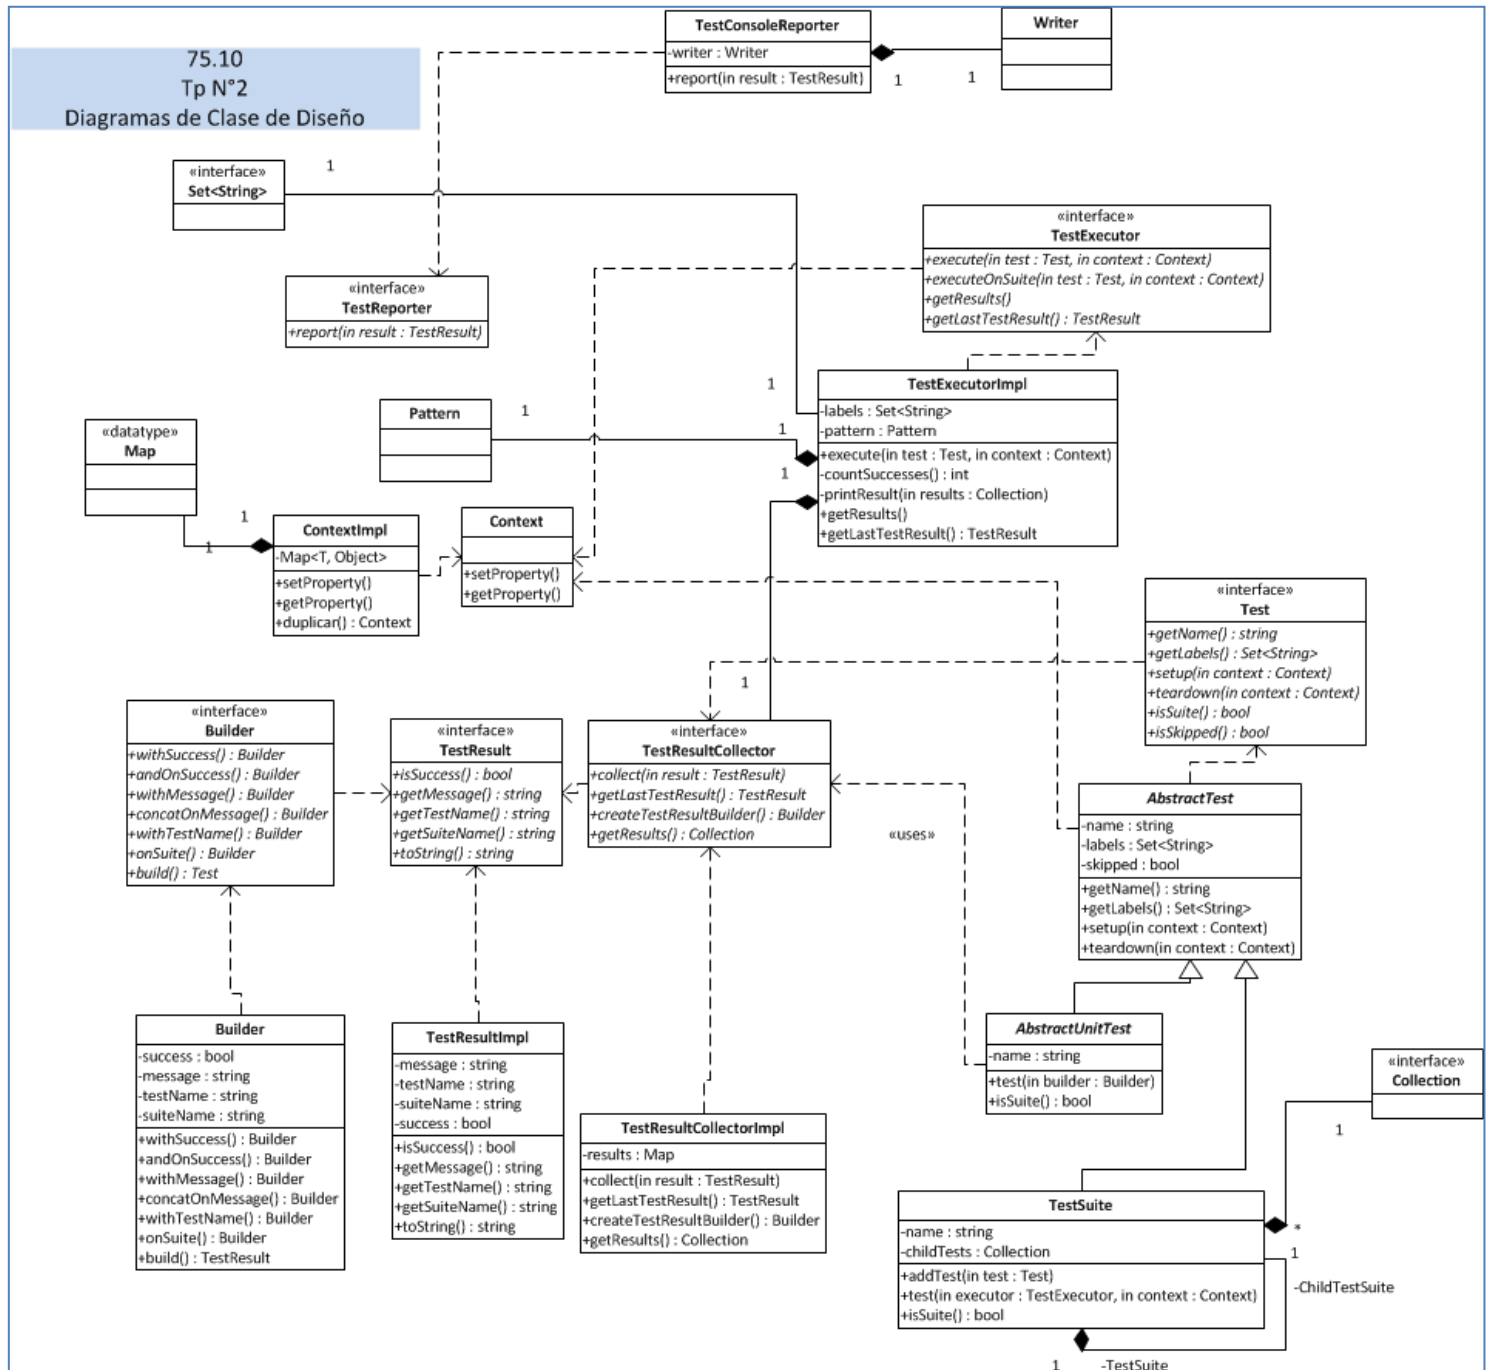 75.10
Tp N°2
Diagramas de Clase de Diseño
TestConsoleReporter
-writer : Writer
+report(in result : TestResult)
1
1
Writer
«interface»
Set<String>
1
«interface»
TestReporter
+report(in result : TestResult)
«interface»
TestExecutor
+execute(in test : Test, in context : Context)
+executeOnSuite(in test : Test, in context : Context)
+getResults()
+getLastTestResult() : TestResult
1
TestExecutorImpl
-labels : Set<String>
-pattern : Pattern
+execute(in test : Test, in context : Context)
-countSuccesses() : int
-printResult(in results : Collection)
+getResults()
+getLastTestResult() : TestResult
Pattern
1
1
1
«datatype»
Map
1
1
ContextImpl
-Map<T, Object>
+setProperty()
+getProperty()
+duplicar() : Context
Context
+setProperty()
+getProperty()
«interface»
Test
+getName() : string
+getLabels() : Set<String>
+setup(in context : Context)
+teardown(in context : Context)
+isSuite() : bool
+isSkipped() : bool
1
«interface»
Builder
+withSuccess() : Builder
+andOnSuccess() : Builder
+withMessage() : Builder
+concatOnMessage() : Builder
+withTestName() : Builder
+onSuite() : Builder
+build() : Test
«interface»
TestResult
+isSuccess() : bool
+getMessage() : string
+getTestName() : string
+getSuiteName() : string
+toString() : string
«interface»
TestResultCollector
+collect(in result : TestResult)
+getLastTestResult() : TestResult
+createTestResultBuilder() : Builder
+getResults() : Collection
«uses»
AbstractTest
-name : string
-labels : Set<String>
-skipped : bool
+getName() : string
+getLabels() : Set<String>
+setup(in context : Context)
+teardown(in context : Context)
Builder
-success : bool
-message : string
-testName : string
-suiteName : string
+withSuccess() : Builder
+andOnSuccess() : Builder
+withMessage() : Builder
+concatOnMessage() : Builder
+withTestName() : Builder
+onSuite() : Builder
+build() : TestResult
TestResultImpl
-message : string
-testName : string
-suiteName : string
-success : bool
+isSuccess() : bool
+getMessage() : string
+getTestName() : string
+getSuiteName() : string
+toString() : string
TestResultCollectorImpl
-results : Map
+collect(in result : TestResult)
+getLastTestResult() : TestResult
+createTestResultBuilder() : Builder
+getResults() : Collection
AbstractUnitTest
-name : string
+test(in builder : Builder)
+isSuite() : bool
«interface»
Collection
1
TestSuite
-name : string
-childTests : Collection
+addTest(in test : Test)
+test(in executor : TestExecutor, in context : Context)
+isSuite() : bool
*
1
-ChildTestSuite
1
-TestSuite